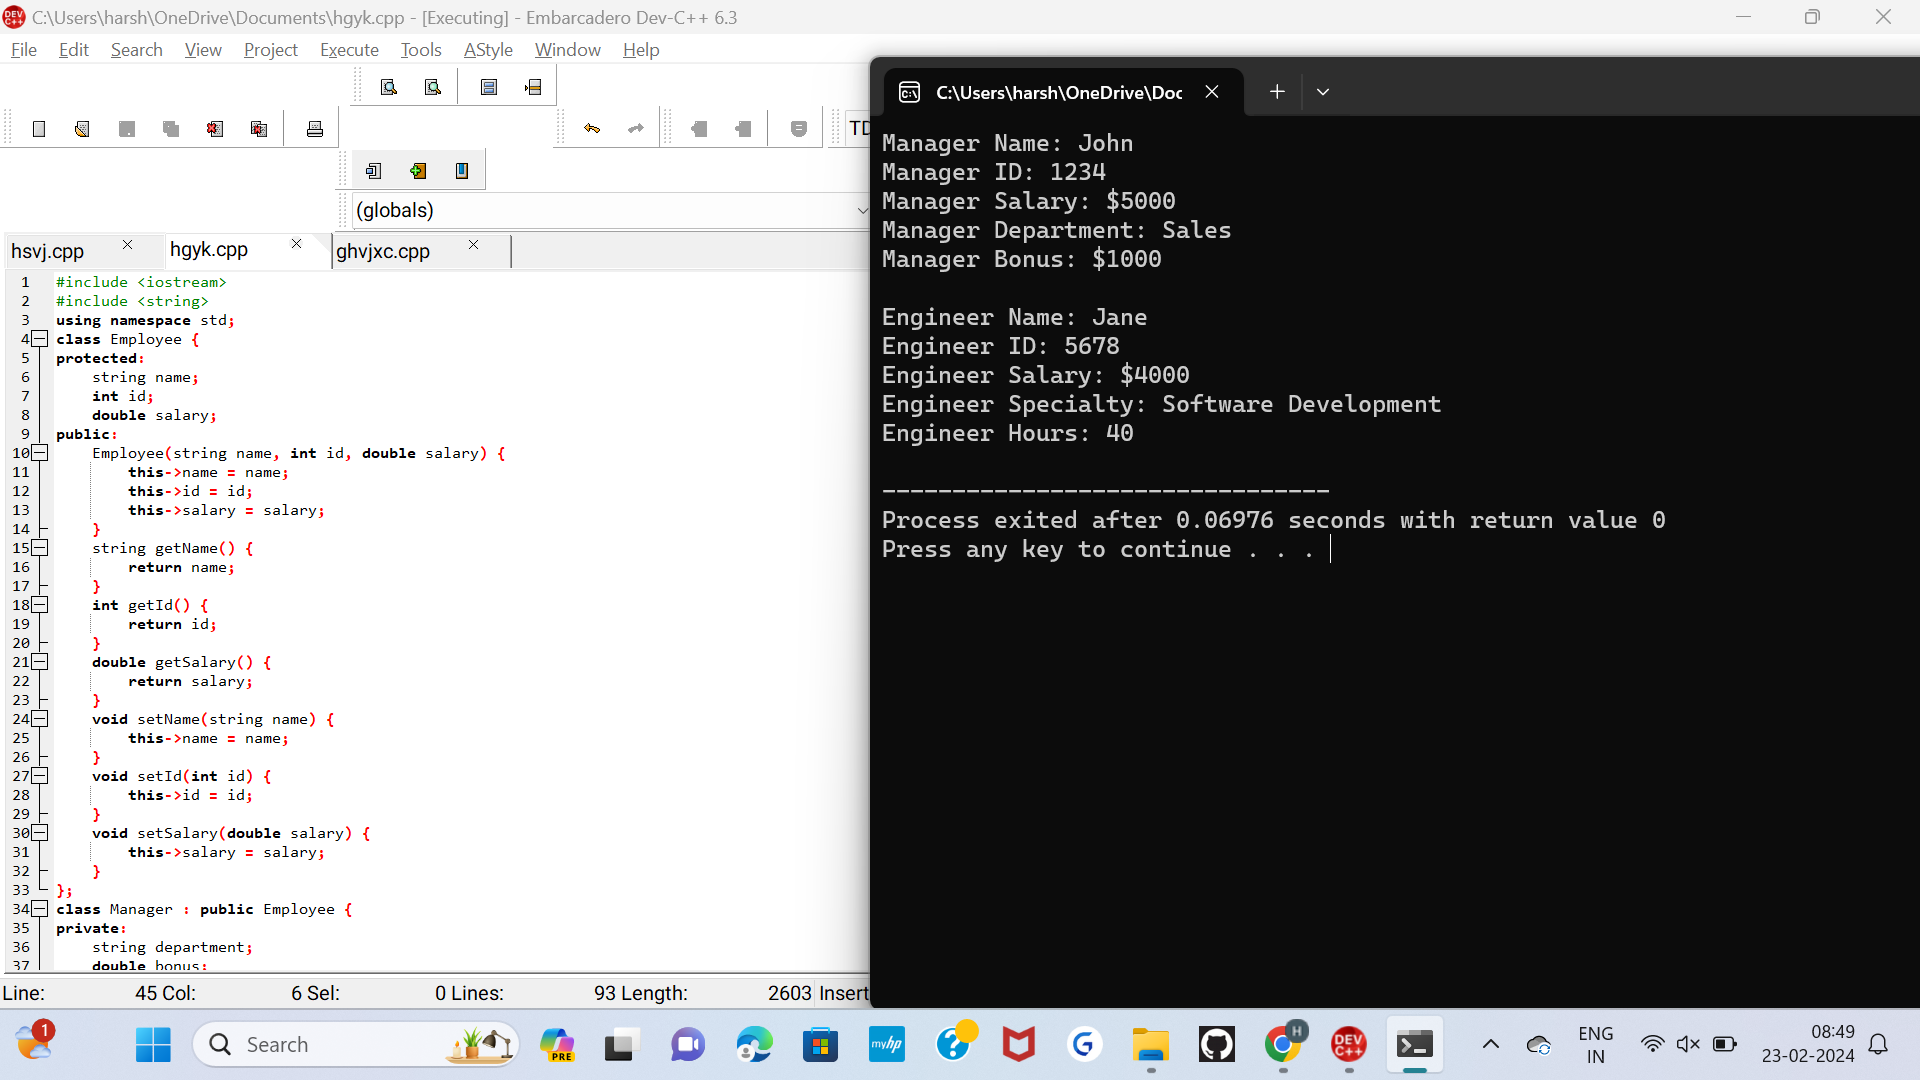 C:\Users\harsh\OneDrive\Documents\hgyk.cpp - [Executing] - Embarcadero Dev-C++ 6.3
File Edit Search View Project Execute Tools AStyle Window Help
TD
(globals)
hsvj.cpp hgyk.cpp ghvjxc.cpp
1 #include <iostream>
2 #include <string>
3 using namespace std;
4 class Employee {
5 protected:
6 string name;
7 int id;
8 double salary;
9 public:
10 Employee(string name, int id, double salary) {
11 this->name = name;
12 this->id = id;
13 this->salary = salary;
14 }
15 string getName() {
16 return name;
17 }
18 int getId() {
19 return id;
20 }
21 double getSalary() {
22 return salary;
23 }
24 void setName(string name) {
25 this->name = name;
26 }
27 void setId(int id) {
28 this->id = id;
29 }
30 void setSalary(double salary) {
31 this->salary = salary;
32 }
33 };
34 class Manager : public Employee {
35 private:
36 string department;
37 double bonus;
Line: 45 Col: 6 Sel: 0 Lines: 93 Length: 2603 Insert
C:\Users\harsh\OneDrive\Doc
Manager Name: John
Manager ID: 1234
Manager Salary: $5000
Manager Department: Sales
Manager Bonus: $1000
Engineer Name: Jane
Engineer ID: 5678
Engineer Salary: $4000
Engineer Specialty: Software Development
Engineer Hours: 40
--------------------------------
Process exited after 0.06976 seconds with return value 0
Press any key to continue . . .
1
Search
PRE
myhp
?
G
H
DEV C++
ENG
IN
08:49
23-02-2024